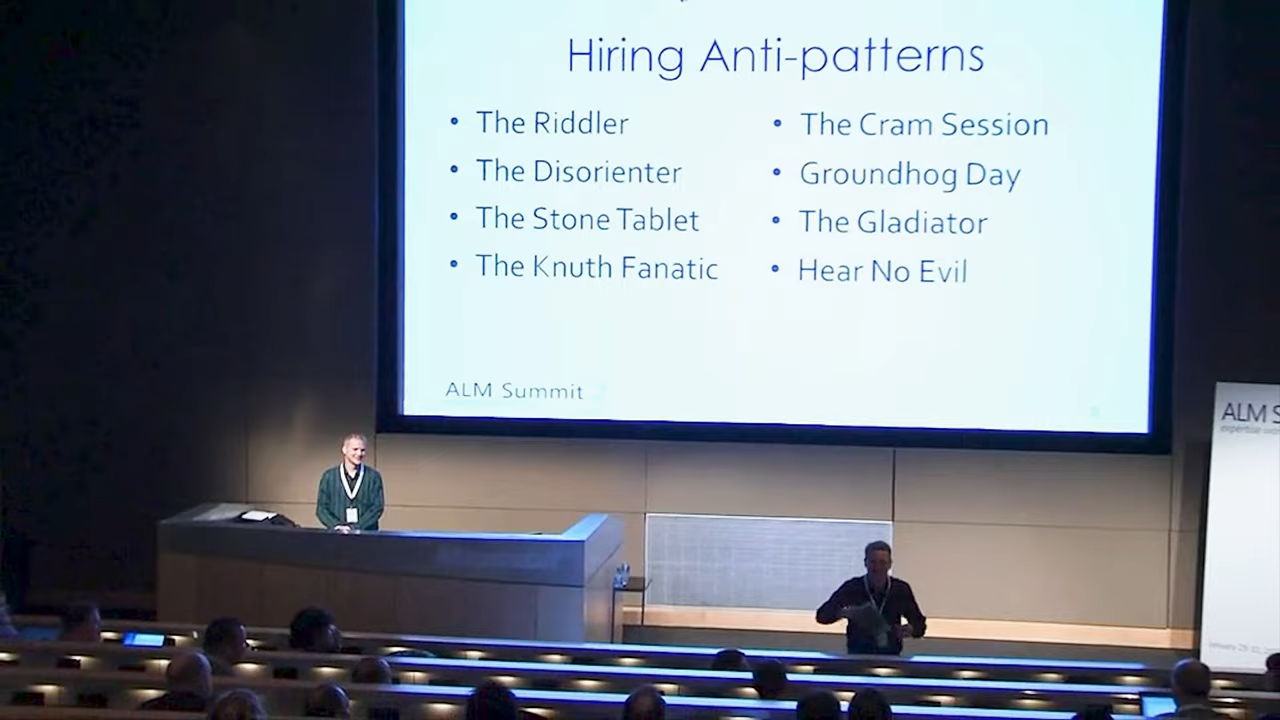 Hiring Anti-patterns
• The Riddler
• The Disorienter
• The Stone Tablet
• The Knuth Fanatic
• The Cram Session
• Groundhog Day
• The Gladiator
• Hear No Evil
ALM Summit
ALM S